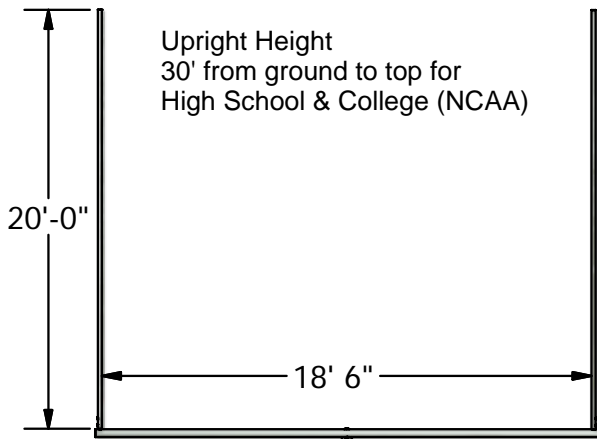 Upright Height
30' from ground to top for
High School & College (NCAA)
20'-0"
18' 6"